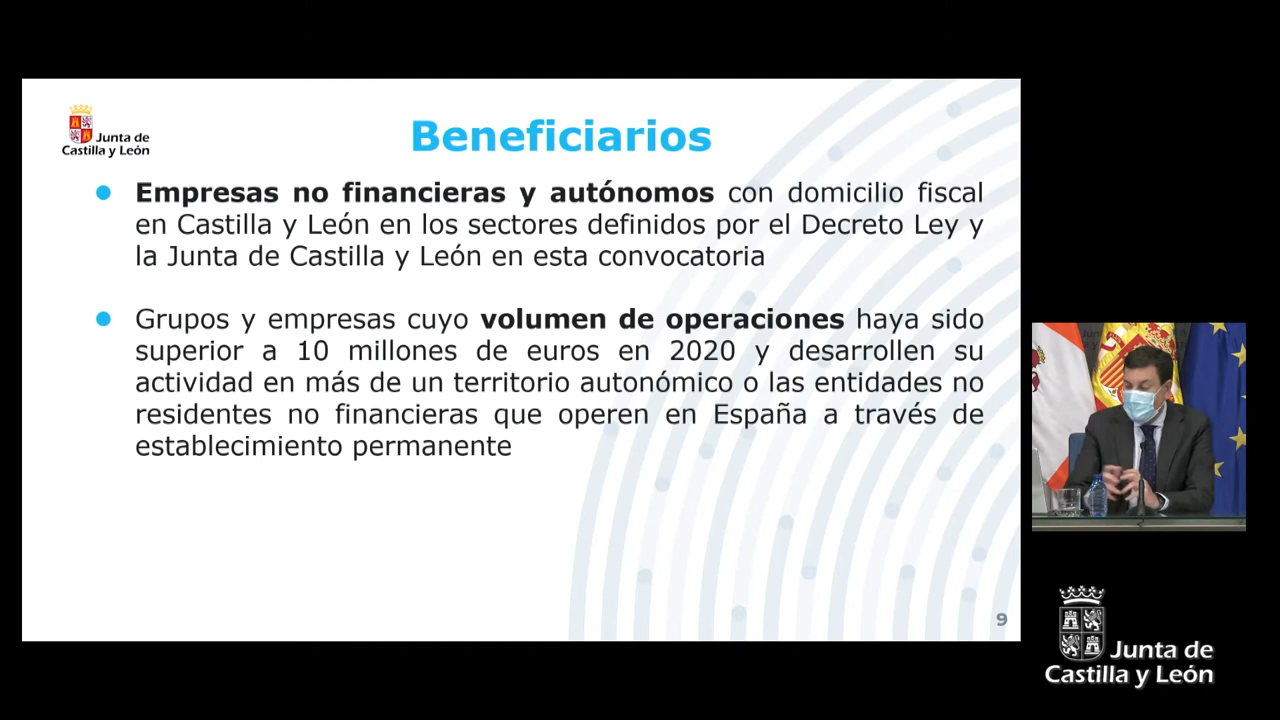 Junta de
Castilla y León
Beneficiarios
Empresas no financieras y autónomos con domicilio fiscal
en Castilla y León en los sectores definidos por el Decreto Ley y
la Junta de Castilla y León en esta convocatoria
Grupos y empresas cuyo volumen de operaciones haya sido
superior a 10 millones de euros en 2020 y desarrollen su
actividad en más de un territorio autonómico o las entidades no
residentes no financieras que operen en España a través de
establecimiento permanente
9
Junta de
Castilla y León